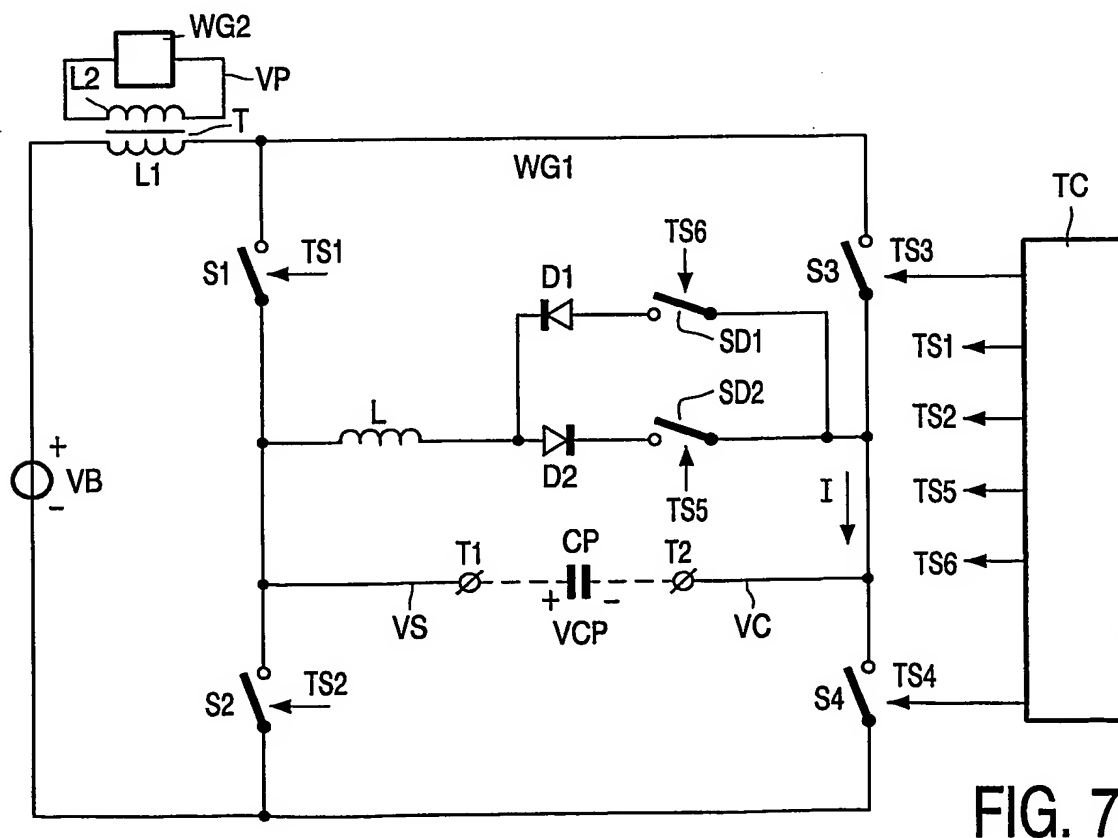 WG2
L2
VP
T
L1
WG1
TC
TS6
TS3
S1
TS1
D1
S3
SD1
TS1
SD2
L
TS2
+
VB
-
D2
TS5
I
TS5
T1
CP
T2
TS6
+
-
VS
VCP
VC
S2
TS2
S4
TS4
FIG. 7